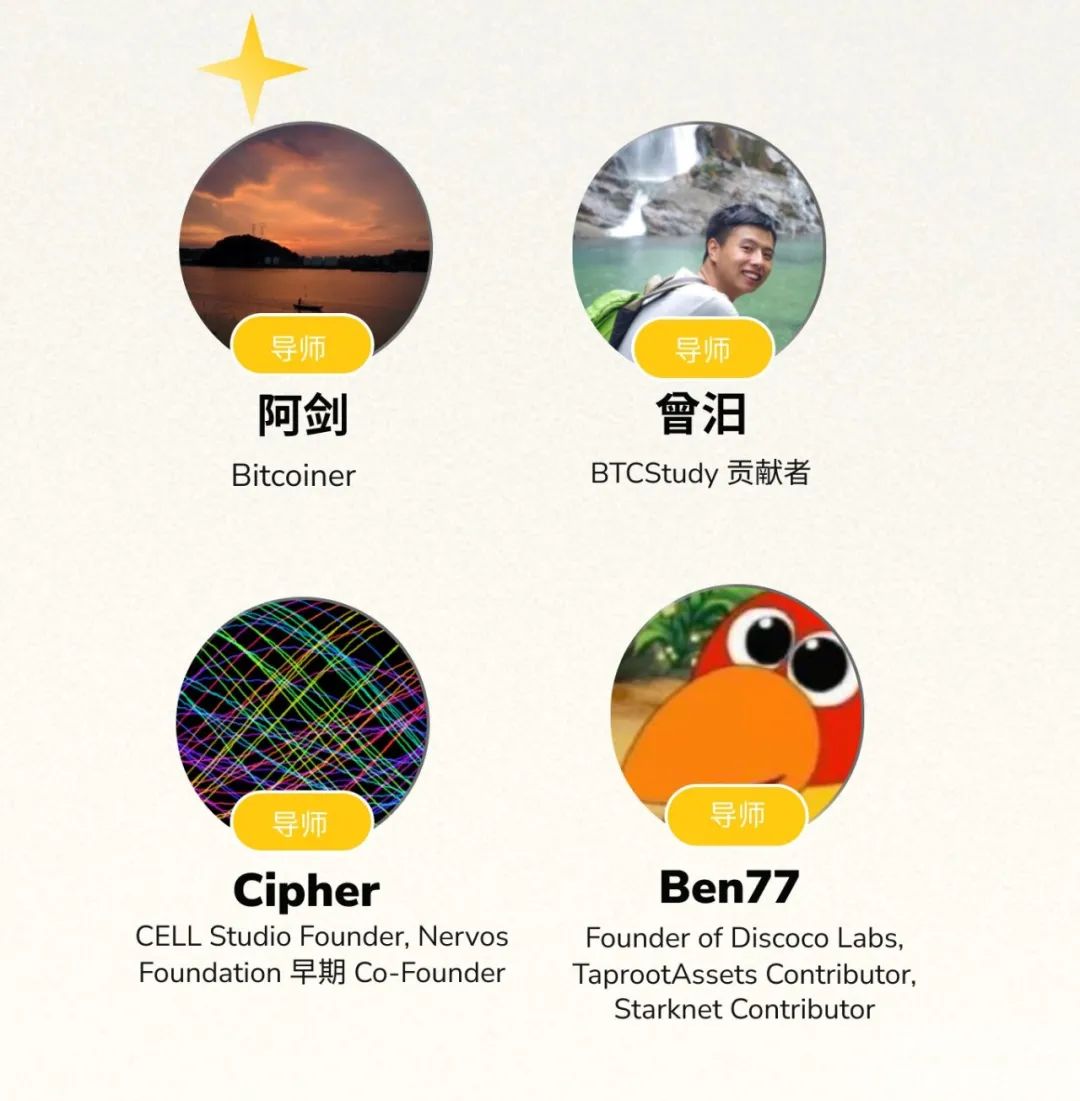 导师
阿剑
Bitcoiner
导师
曾汨
BTCStudy 贡献者
导师
Cipher
CELL Studio Founder, Nervos
Foundation 早期 Co-Founder
导师
Ben77
Founder of Discoco Labs,
TaprootAssets Contributor,
Starknet Contributor